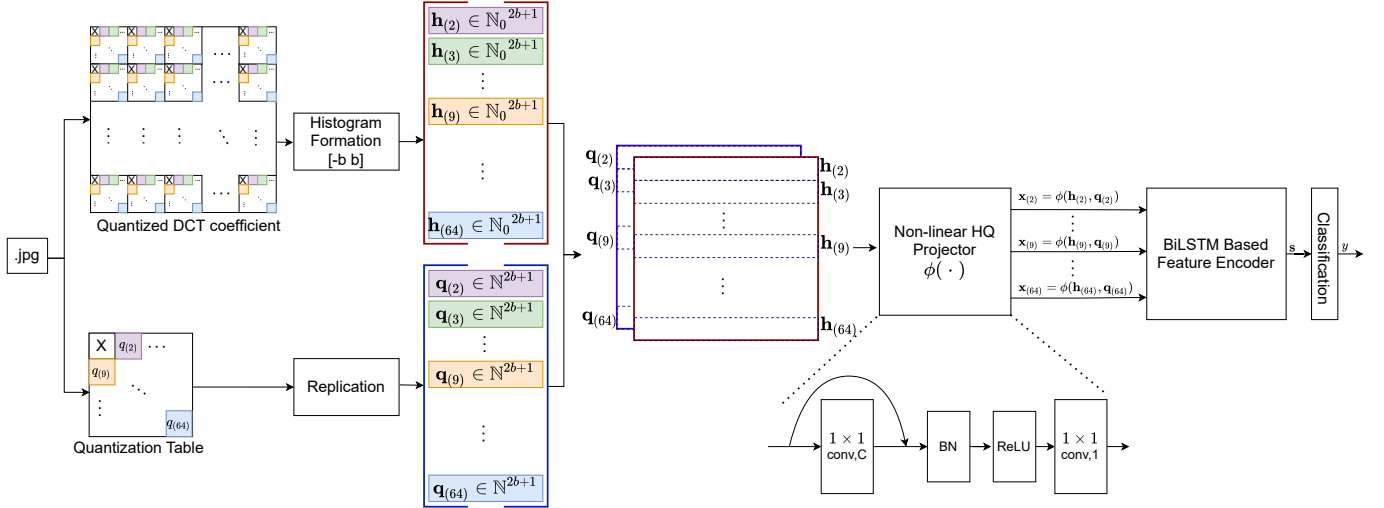 .jpg
X X X ⋯ X
X X X ⋯ X
X X X ⋯ X
Quantized DCT coefficient
Histogram
Formation
[-b b]
h(2) ∈ ℕ₀^{2b+1}
h(3) ∈ ℕ₀^{2b+1}
h(9) ∈ ℕ₀^{2b+1}
h(64) ∈ ℕ₀^{2b+1}
X q(2) ⋯
q(9)
q(64)
Quantization Table
Replication
q(2) ∈ ℕ^{2b+1}
q(3) ∈ ℕ^{2b+1}
q(9) ∈ ℕ^{2b+1}
q(64) ∈ ℕ^{2b+1}
q(2)
q(3)
q(9)
q(64)
h(2)
h(3)
h(9)
h(64)
Non-linear HQ
Projector
ϕ( · )
x(2) = ϕ(h(2), q(2))
x(9) = ϕ(h(9), q(9))
x(64) = ϕ(h(64), q(64))
BiLSTM Based
Feature Encoder
s
Classification
y
1 × 1
conv,C
BN
ReLU
1 × 1
conv,1